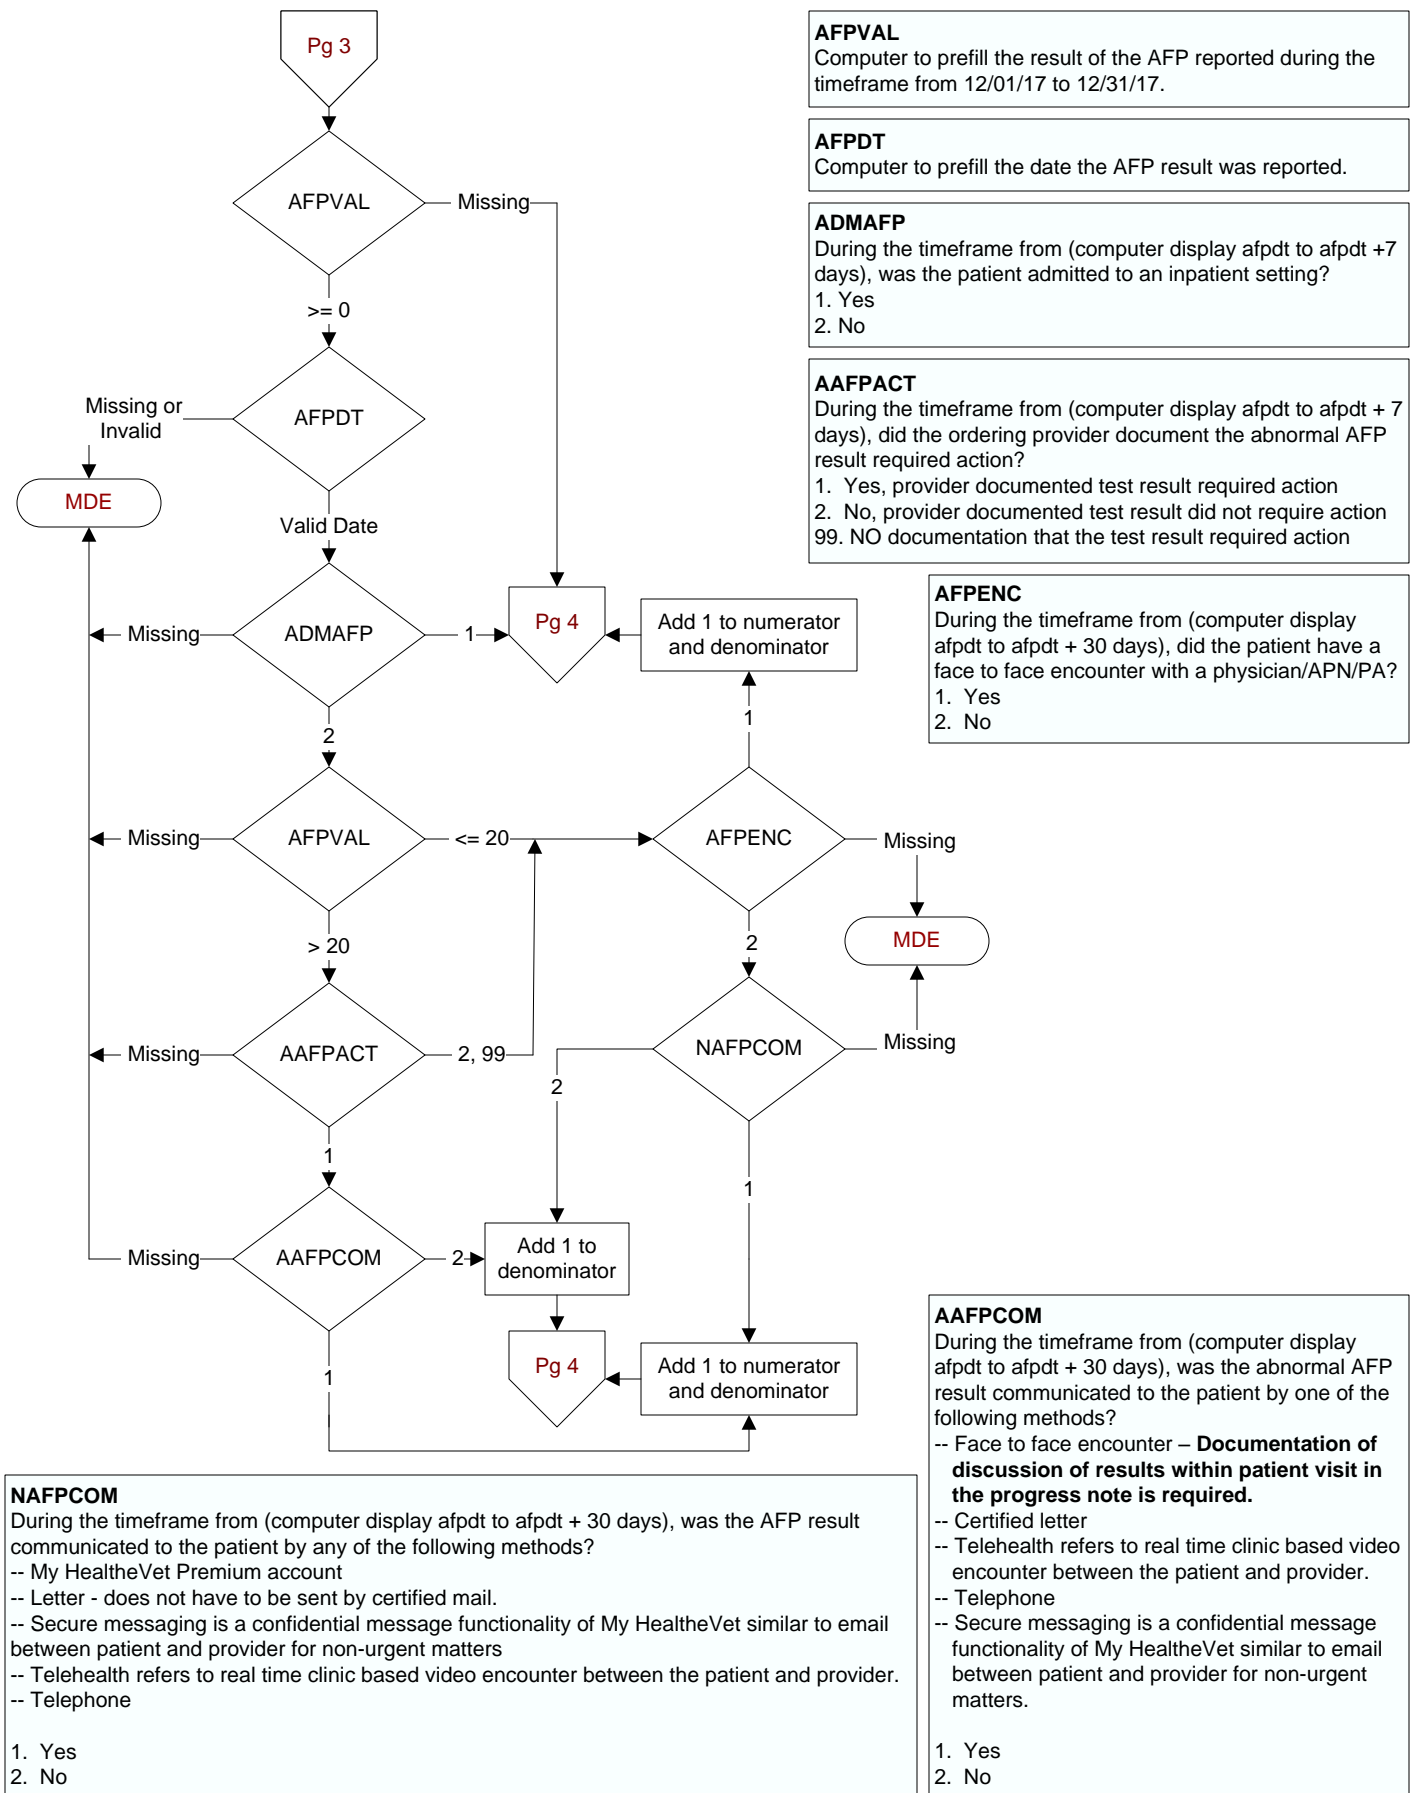 Pg 3
AFPVAL
Missing
>= 0
AFPDT
Missing or
Invalid
MDE
Valid Date
ADMAFP
Missing
1
Pg 4
Add 1 to numerator
and denominator
2
1
AFPVAL
Missing
<= 20
AFPENC
Missing
MDE
> 20
2
AAFPACT
Missing
2, 99
NAFPCOM
Missing
2
1
1
AAFPCOM
Missing
2
Add 1 to
denominator
1
Pg 4
Add 1 to numerator
and denominator
AFPVAL
Computer to prefill the result of the AFP reported during the
timeframe from 12/01/17 to 12/31/17.
AFPDT
Computer to prefill the date the AFP result was reported.
ADMAFP
During the timeframe from (computer display afpdt to afpdt +7
days), was the patient admitted to an inpatient setting?
1. Yes
2. No
AAFPACT
During the timeframe from (computer display afpdt to afpdt + 7
days), did the ordering provider document the abnormal AFP
result required action?
1. Yes, provider documented test result required action
2. No, provider documented test result did not require action
99. NO documentation that the test result required action
AFPENC
During the timeframe from (computer display
afpdt to afpdt + 30 days), did the patient have a
face to face encounter with a physician/APN/PA?
1. Yes
2. No
AAFPCOM
During the timeframe from (computer display
afpdt to afpdt + 30 days), was the abnormal AFP
result communicated to the patient by one of the
following methods?
-- Face to face encounter – Documentation of
discussion of results within patient visit in
the progress note is required.
-- Certified letter
-- Telehealth refers to real time clinic based video
encounter between the patient and provider.
-- Telephone
-- Secure messaging is a confidential message
functionality of My HealtheVet similar to email
between patient and provider for non-urgent
matters.
1. Yes
2. No
NAFPCOM
During the timeframe from (computer display afpdt to afpdt + 30 days), was the AFP result
communicated to the patient by any of the following methods?
-- My HealtheVet Premium account
-- Letter - does not have to be sent by certified mail.
-- Secure messaging is a confidential message functionality of My HealtheVet similar to email
between patient and provider for non-urgent matters
-- Telehealth refers to real time clinic based video encounter between the patient and provider.
-- Telephone
1. Yes
2. No